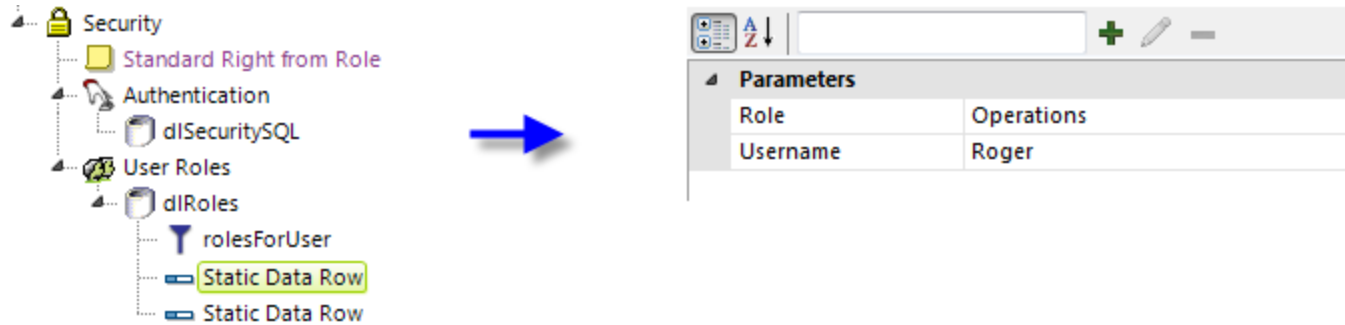 Security
Standard Right from Role
Authentication
dlSecuritySQL
User Roles
dlRoles
rolesForUser
Static Data Row
Static Data Row
A
Z
Parameters
Role Operations
Username Roger